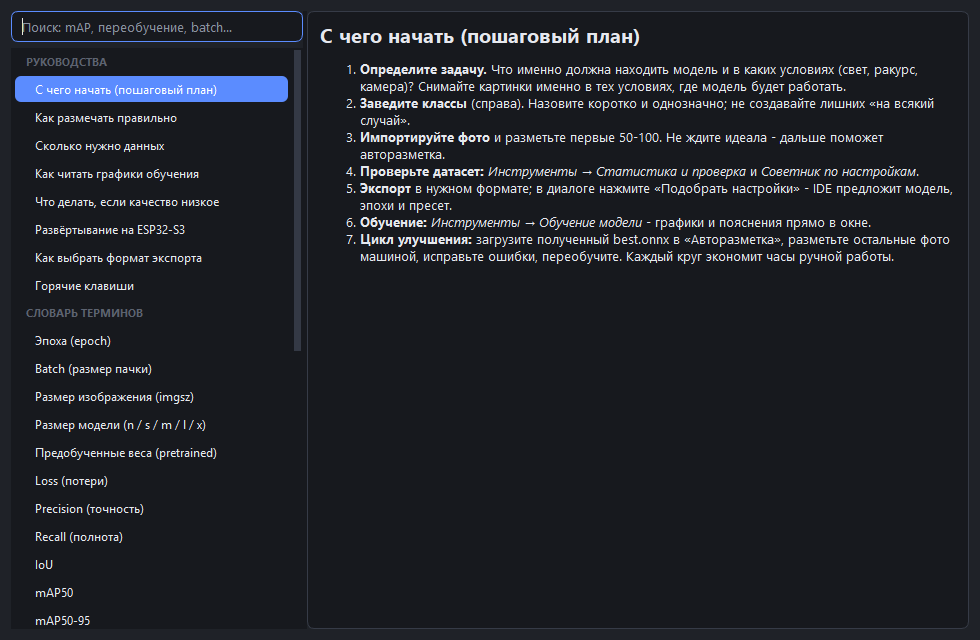 Поиск: mAP, переобучение, batch...
РУКОВОДСТВА
С чего начать (пошаговый план)
Как размечать правильно
Сколько нужно данных
Как читать графики обучения
Что делать, если качество низкое
Развёртывание на ESP32-S3
Как выбрать формат экспорта
Горячие клавиши
СЛОВАРЬ ТЕРМИНОВ
Эпоха (epoch)
Batch (размер пачки)
Размер изображения (imgsz)
Размер модели (n / s / m / l / x)
Предобученные веса (pretrained)
Loss (потери)
Precision (точность)
Recall (полнота)
IoU
mAP50
mAP50-95
С чего начать (пошаговый план)
1. Определите задачу. Что именно должна находить модель и в каких условиях (свет, ракурс,
камера)? Снимайте картинки именно в тех условиях, где модель будет работать.
2. Заведите классы (справа). Назовите коротко и однозначно; не создавайте лишних «на всякий
случай».
3. Импортируйте фото и разметьте первые 50-100. Не ждите идеала - дальше поможет
авторазметка.
4. Проверьте датасет: Инструменты → Статистика и проверка и Советник по настройкам.
5. Экспорт в нужном формате; в диалоге нажмите «Подобрать настройки» - IDE предложит модель,
эпохи и пресет.
6. Обучение: Инструменты → Обучение модели - графики и пояснения прямо в окне.
7. Цикл улучшения: загрузите полученный best.onnx в «Авторазметка», разметьте остальные фото
машиной, исправьте ошибки, переобучите. Каждый круг экономит часы ручной работы.